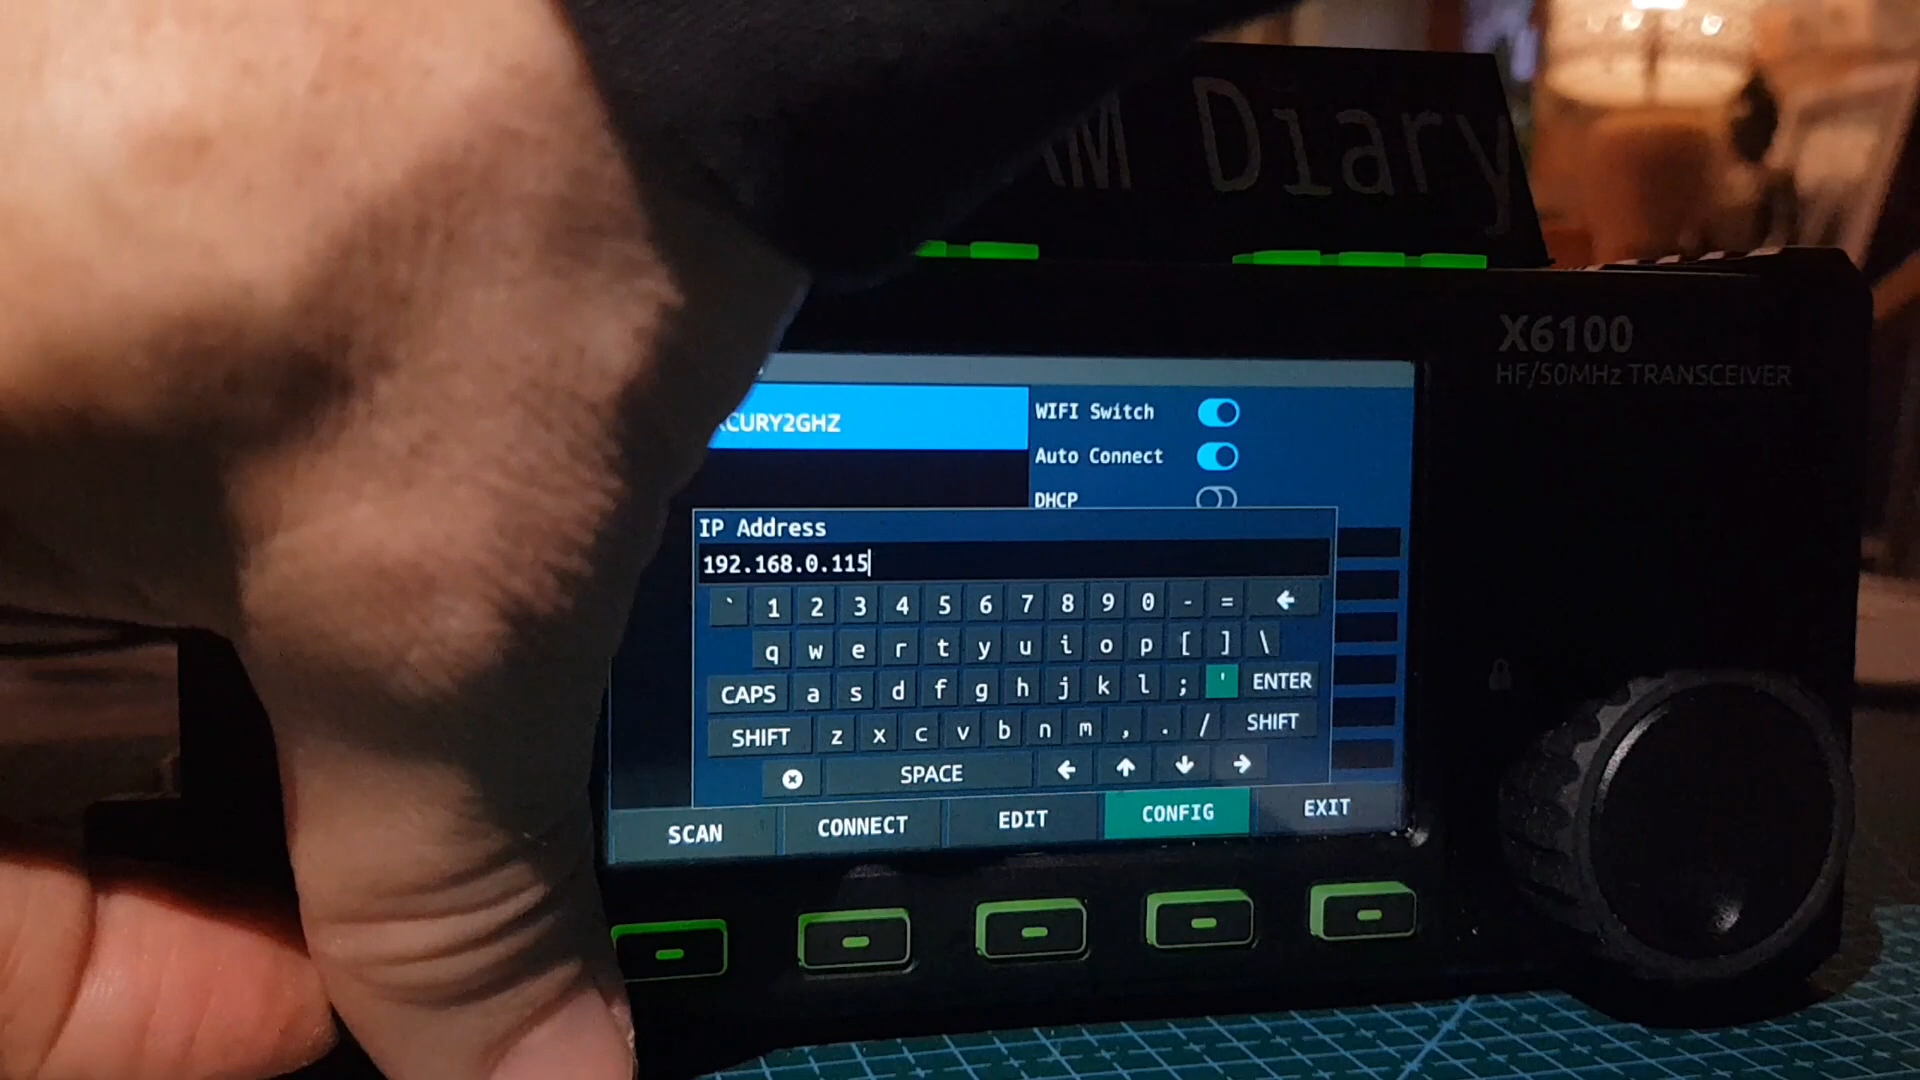 Diary
X6100
HF/50MHz TRANSCEIVER
WIFI Switch
Auto Connect
DHCP
IP Address
192.168.0.115
` 1 2 3 4 5 6 7 8 9 0 - = ←
q w e r t y u i o p [ ] \
CAPS a s d f g h j k l ; ' ENTER
SHIFT z x c v b n m , . / SHIFT
SPACE ← ↑ ↓ →
SCAN CONNECT EDIT CONFIG EXIT